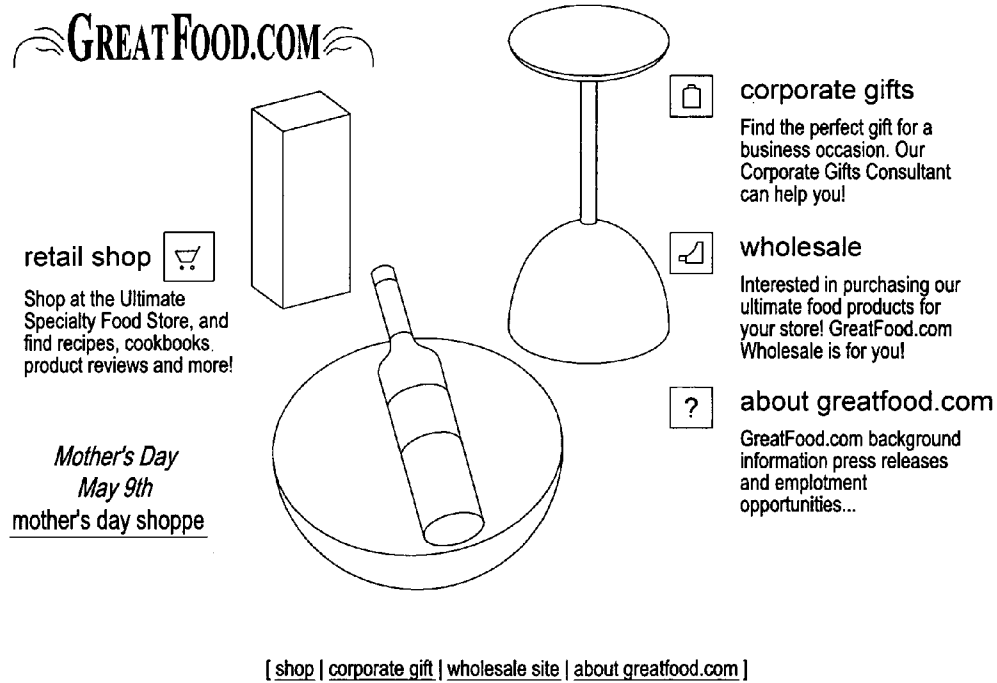 GREATFOOD.COM
corporate gifts
Find the perfect gift for a
business occasion. Our
Corporate Gifts Consultant
can help you!
retail shop
Shop at the Ultimate
Specialty Food Store, and
find recipes, cookbooks,
product reviews and more!
wholesale
Interested in purchasing our
ultimate food products for
your store! GreatFood.com
Wholesale is for you!
?
about greatfood.com
GreatFood.com background
information press releases
and emplotment
opportunities...
Mother's Day
May 9th
mother's day shoppe
[ shop | corporate gift | wholesale site | about greatfood.com ]